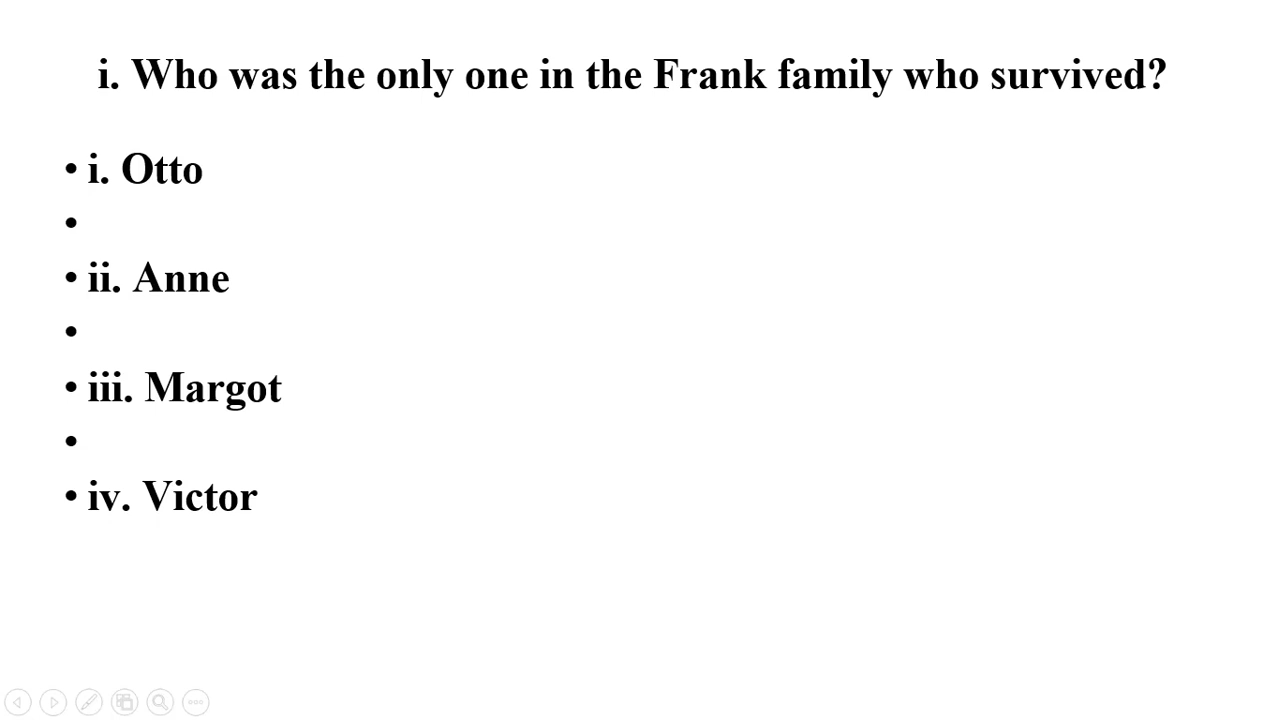 i. Who was the only one in the Frank family who survived?
• i. Otto
•
• ii. Anne
•
• iii. Margot
•
• iv. Victor